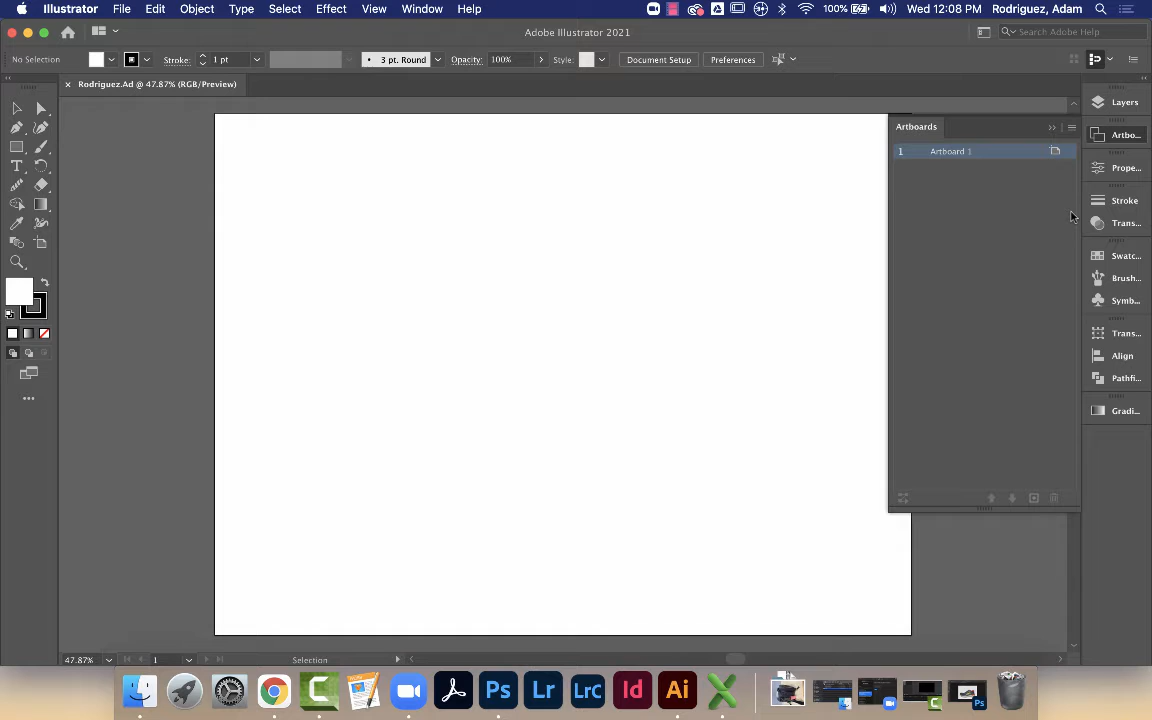 Illustrator File Edit Object Type Select Effect View Window Help 100% Wed 12:08 PM Rodriguez, Adam
Adobe Illustrator 2021 Search Adobe Help
No Selection Stroke: 1 pt 3 pt. Round Opacity: 100% Style: Document Setup Preferences
× Rodriguez.Ad @ 47.87% (RGB/Preview)
Layers
Artboards
Artbo...
1 Artboard 1
Prope...
Stroke
Trans...
Swatc...
Brush...
Symb...
Trans...
Align
Pathfi...
Gradi...
47.87% 1 Selection
Ps Lr LrC Id Ai Ps